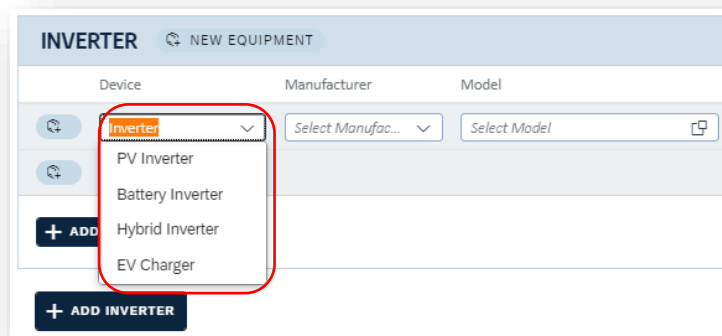 INVERTER NEW EQUIPMENT
Device Manufacturer Model
Inverter Select Manufac... Select Model
PV Inverter
Battery Inverter
Hybrid Inverter
+ ADD
EV Charger
+ ADD INVERTER